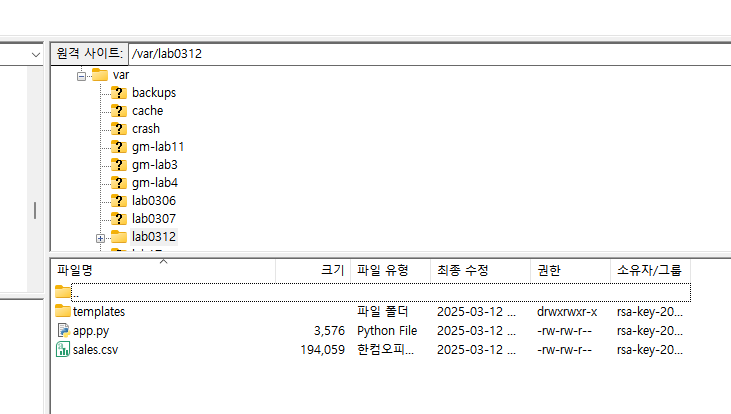 원격 사이트: /var/lab0312
var
backups
cache
crash
gm-lab11
gm-lab3
gm-lab4
lab0306
lab0307
lab0312
파일명 크기 파일 유형 최종 수정 권한 소유자/그룹
..
templates 파일 폴더 2025-03-12 ... drwxrwxr-x rsa-key-20...
app.py 3,576 Python File 2025-03-12 ... -rw-rw-r-- rsa-key-20...
sales.csv 194,059 한컴오피... 2025-03-12 ... -rw-rw-r-- rsa-key-20...